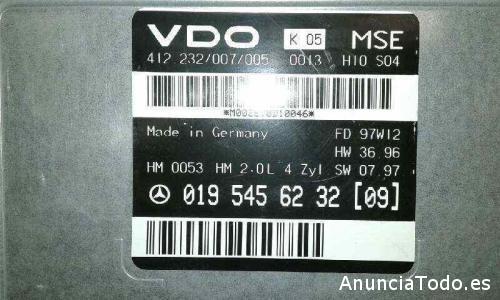 VDO K 05 MSE
412 232/007/005 0013 H10 S04
Made in Germany FD 97W12
HW 36.96
HM 0053 HM 2.0L 4 Zyl SW 07.97
019 545 62 32 [09]
AnunciaTodo.es